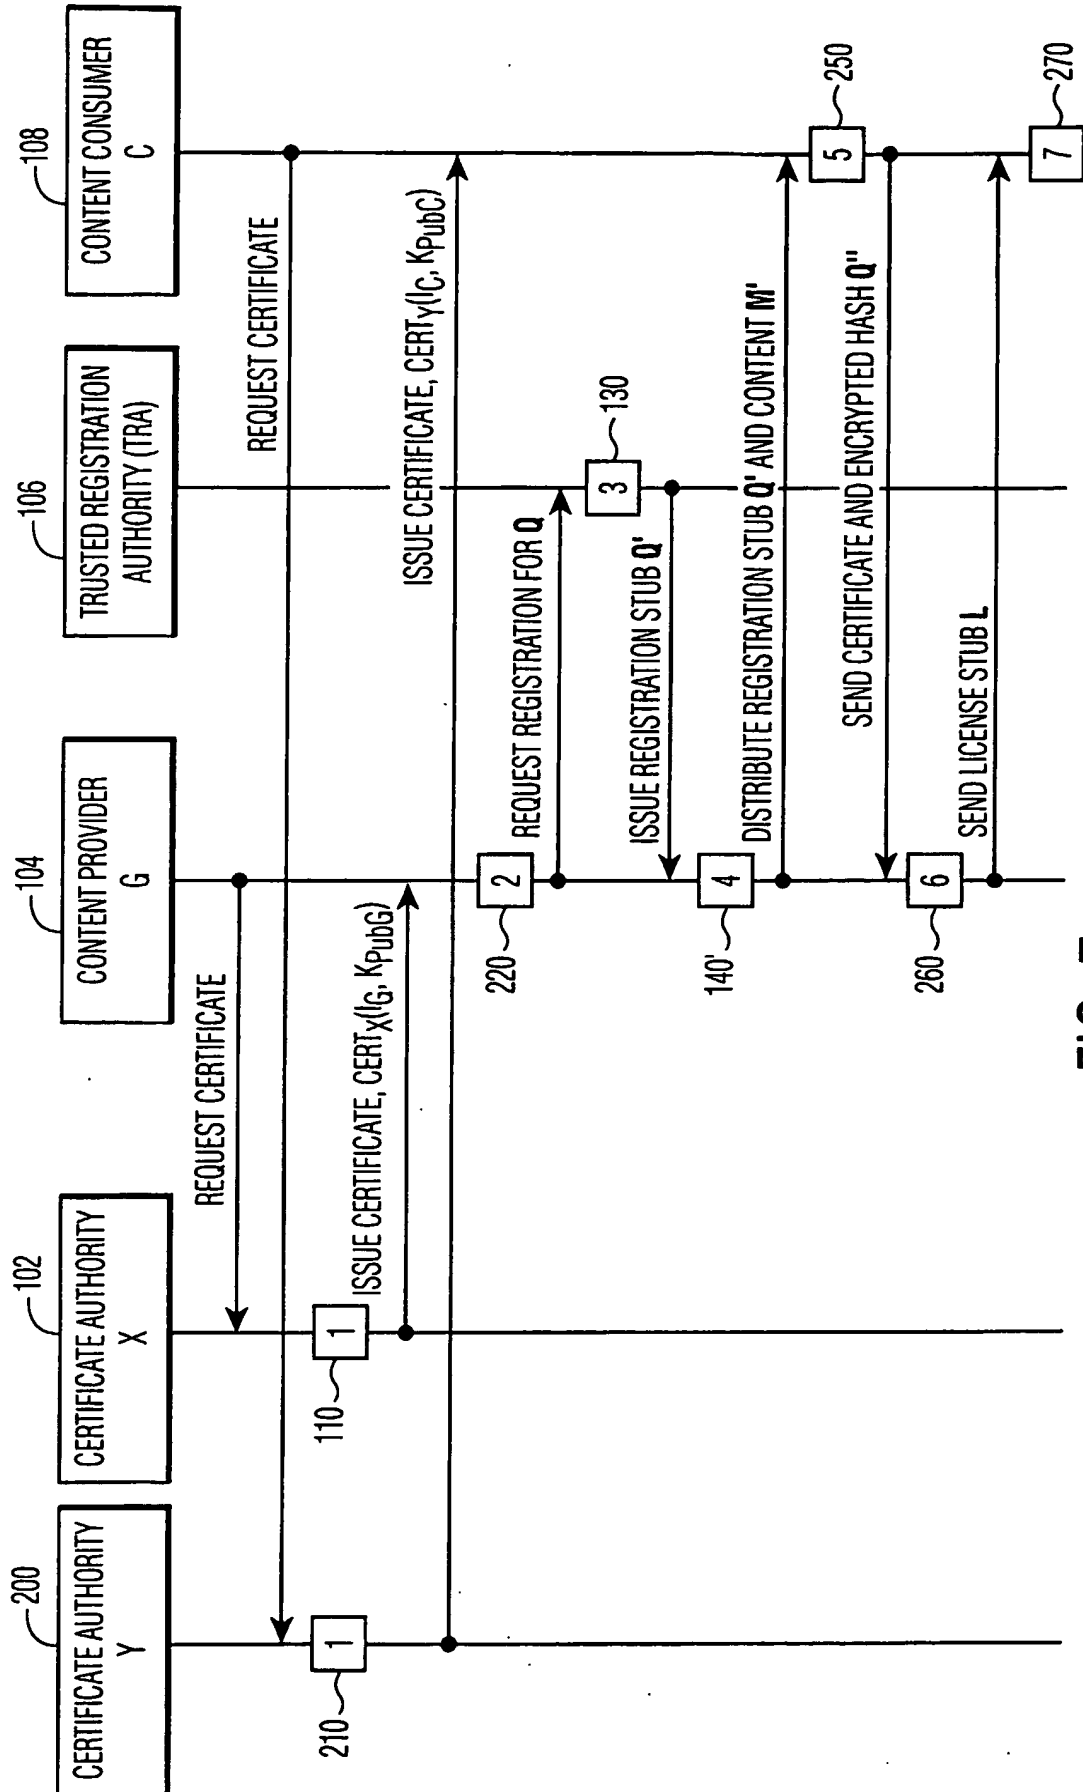 200
CERTIFICATE AUTHORITY
Y
102
CERTIFICATE AUTHORITY
X
104
CONTENT PROVIDER
G
106
TRUSTED REGISTRATION
AUTHORITY (TRA)
108
CONTENT CONSUMER
C
REQUEST CERTIFICATE
REQUEST CERTIFICATE
210
1
110
1
ISSUE CERTIFICATE, CERTX(IG, KPubG)
ISSUE CERTIFICATE, CERTY(IC, KPubC)
220
2
REQUEST REGISTRATION FOR Q
3
130
ISSUE REGISTRATION STUB Q'
140'
4
DISTRIBUTE REGISTRATION STUB Q' AND CONTENT M'
5
250
SEND CERTIFICATE AND ENCRYPTED HASH Q"
260
6
SEND LICENSE STUB L
7
270